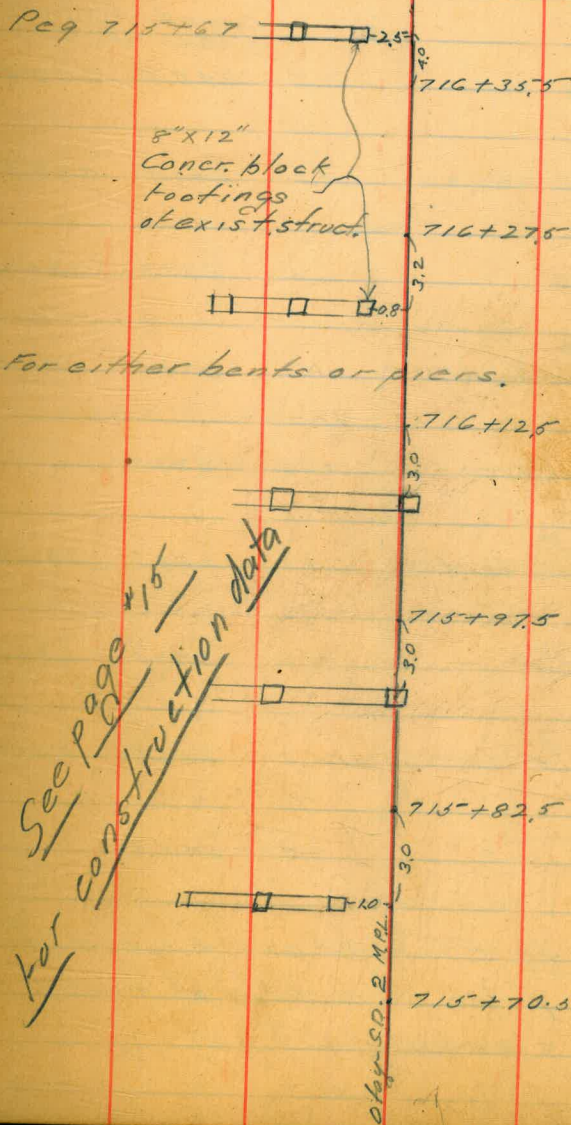 Peg 715+67
2.5
4.0
716+35.5
8"x12"
Concr. block
footings
of exist. struct.
716+27.5
3.2
0.8
For either bents or piers.
716+12.5
3.0
See page #15
For construction data
715+97.5
3.0
715+82.5
3.0
1.0
Otay-S.D. 2 M.P.L.
715+70.5